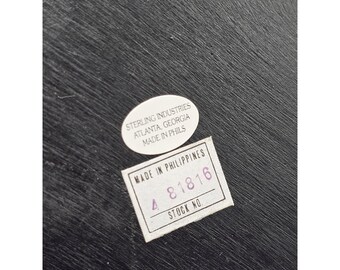 STERLING INDUSTRIES
ATLANTA, GEORGIA
MADE IN PHILS
MADE IN PHILIPPINES
4 81816
STOCK NO.